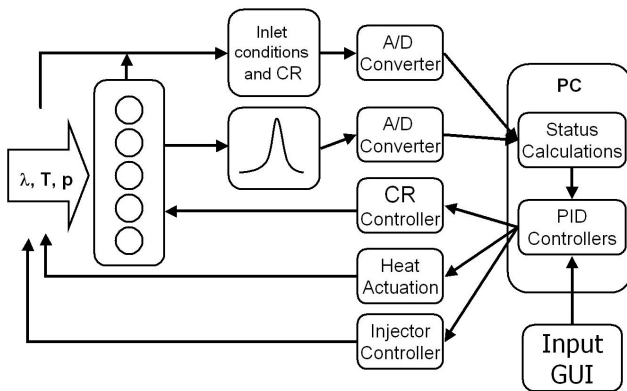 Inlet
conditions
and CR
A/D
Converter
PC
A/D
Converter
Status
Calculations
λ, T, p
CR
Controller
PID
Controllers
Heat
Actuation
Injector
Controller
Input
GUI